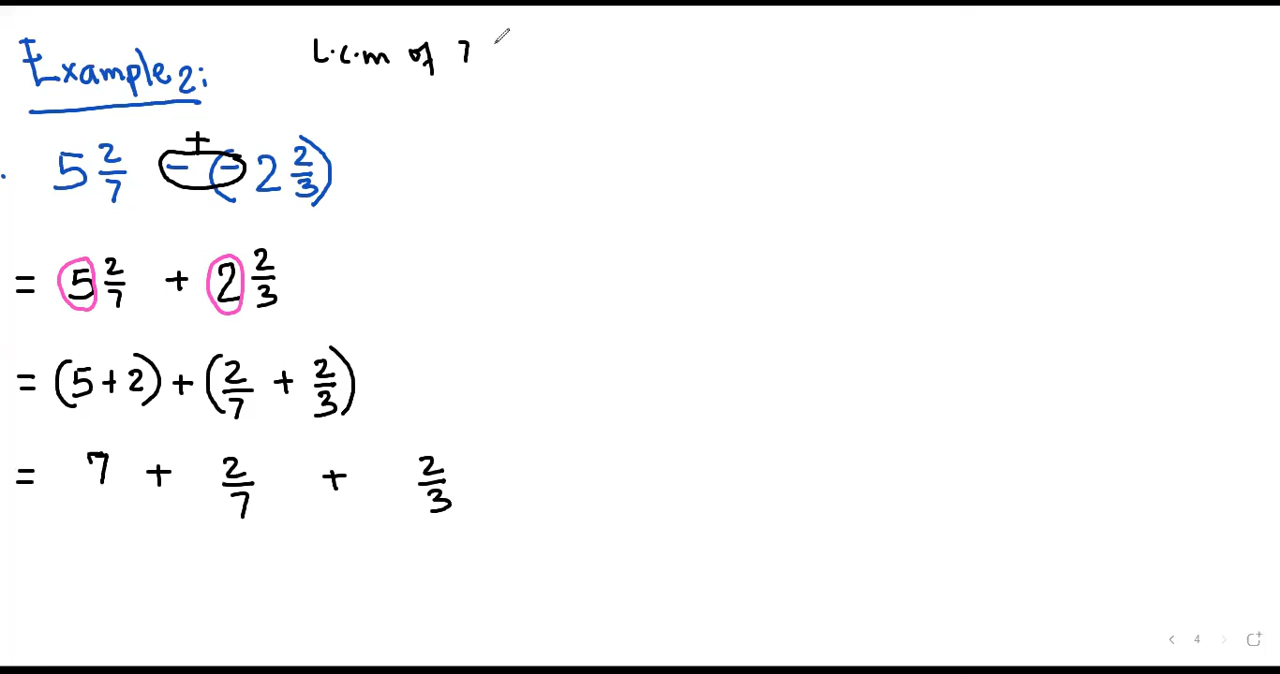 Example 2:
L.C.m of 7
5 2/7 - (-2 2/3)
+
= 5 2/7 + 2 2/3
= (5+2) + (2/7 + 2/3)
= 7 + 2/7 + 2/3
< 4 >